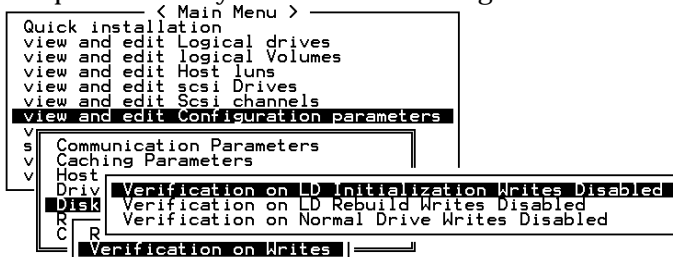 < Main Menu >
Quick installation
view and edit Logical drives
view and edit logical Volumes
view and edit Host luns
view and edit scsi Drives
view and edit Scsi channels
view and edit Configuration parameters
v
s Communication Parameters
v Caching Parameters
v Host
Driv Verification on LD Initialization Writes Disabled
Disk Verification on LD Rebuild Writes Disabled
R Verification on Normal Drive Writes Disabled
C R
Verification on Writes